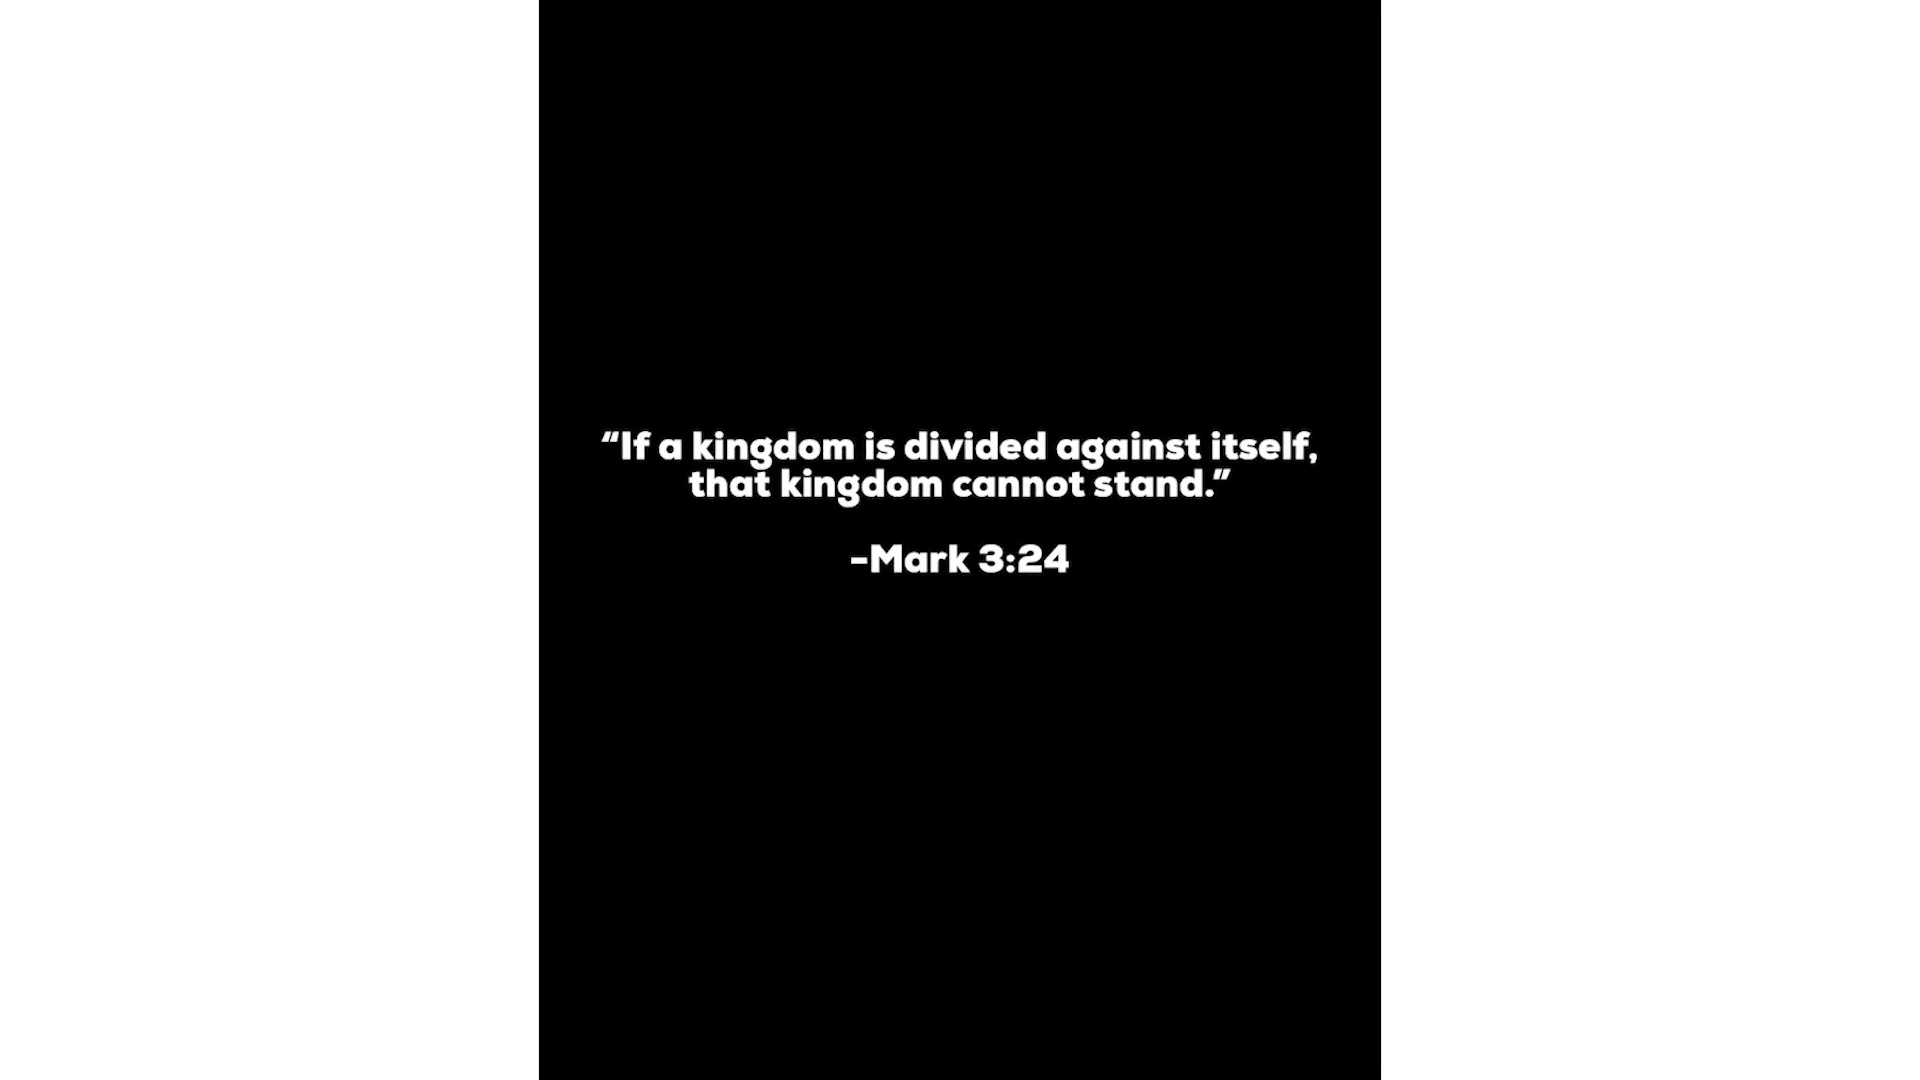 “If a kingdom is divided against itself,
that kingdom cannot stand.”
-Mark 3:24